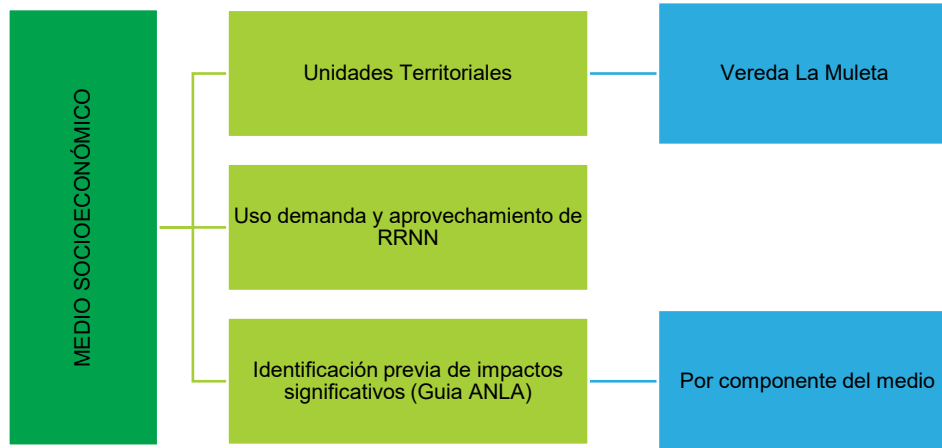 MEDIO SOCIOECONÓMICO
Unidades Territoriales
Vereda La Muleta
Uso demanda y aprovechamiento de
RRNN
Identificación previa de impactos
significativos (Guia ANLA)
Por componente del medio